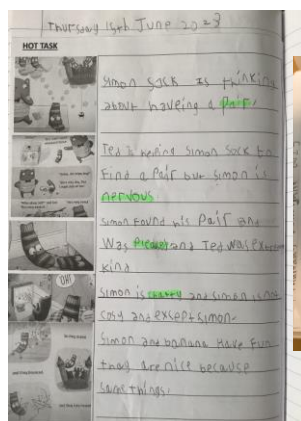 Thursday 15th June 2023
HOT TASK
Simon Sock is thinking
about haveing a Pair.
Ted is helping Simon Sock to
Find a Pair but Simon is
nervous
Simon Found his Pair and
Was and Ted was extreme
kind
Simon is and Simon is not
cosy and except Simon.
Simon and banana Have Fun
they are nice because
same things.
OH!